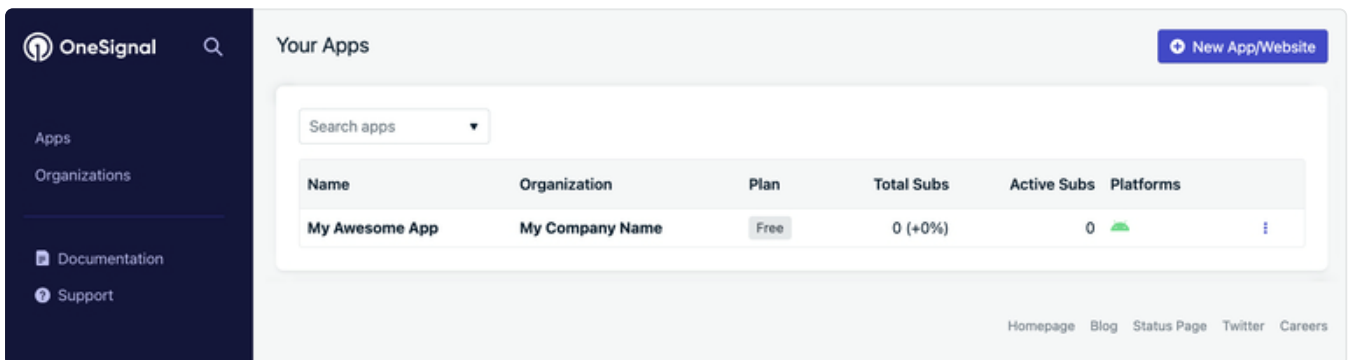 OneSignal
Your Apps
New App/Website
Search apps
Apps
Organizations
Name Organization Plan Total Subs Active Subs Platforms
My Awesome App My Company Name Free 0 (+0%) 0
Documentation
Support
Homepage Blog Status Page Twitter Careers